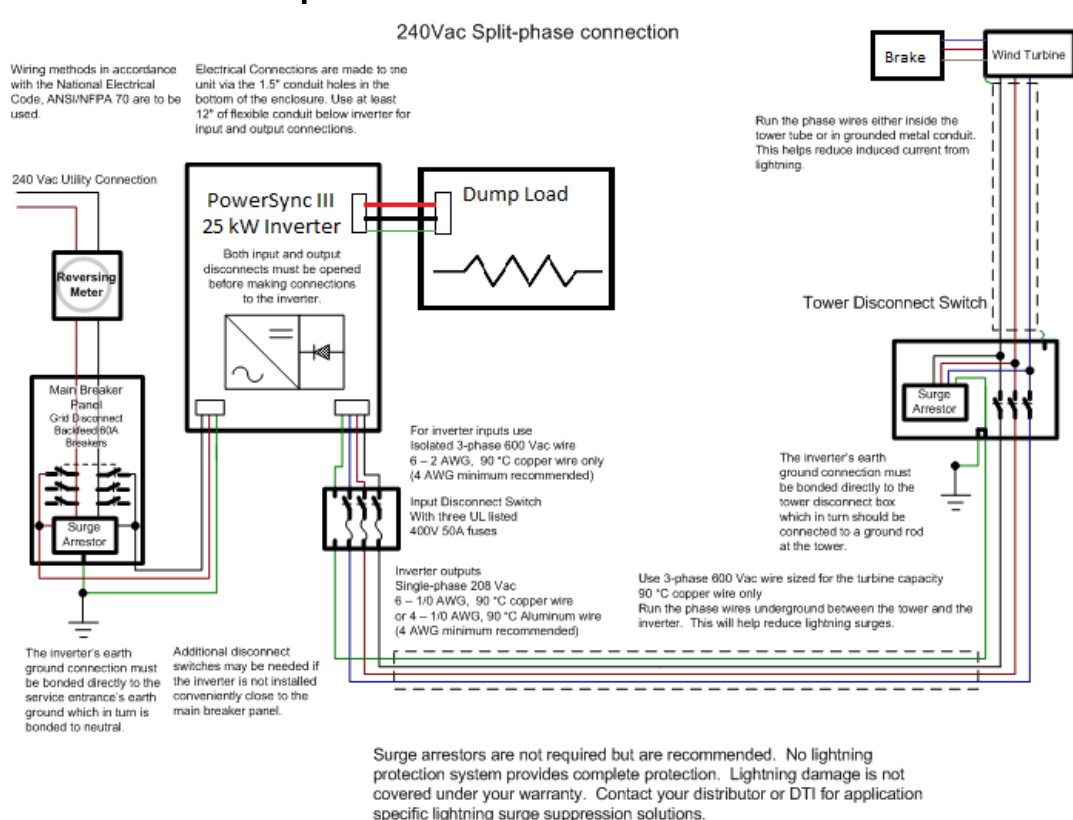 240Vac Split-phase connection
Wiring methods in accordance
with the National Electrical
Code, ANSI/NFPA 70 are to be
used.
Electrical Connections are made to the
unit via the 1.5" conduit holes in the
bottom of the enclosure. Use at least
12" of flexible conduit below inverter for
input and output connections.
Brake
Wind Turbine
Run the phase wires either inside the
tower tube or in grounded metal conduit.
This helps reduce induced current from
lightning.
240 Vac Utility Connection
PowerSync III
25 kW Inverter
Both input and output
disconnects must be opened
before making connections
to the inverter.
Dump Load
Reversing
Meter
Tower Disconnect Switch
Surge
Arrestor
Main Breaker
Panel
Grid Disconnect
Backfeed 60A
Breakers
Surge
Arrestor
For inverter inputs use
Isolated 3-phase 600 Vac wire
6 – 2 AWG, 90 °C copper wire only
(4 AWG minimum recommended)
Input Disconnect Switch
With three UL listed
400V 50A fuses
Inverter outputs
Single-phase 208 Vac
6 – 1/0 AWG, 90 °C copper wire
or 4 – 1/0 AWG, 90 °C Aluminum wire
(4 AWG minimum recommended)
The inverter's earth
ground connection must
be bonded directly to the
tower disconnect box
which in turn should be
connected to a ground rod
at the tower.
Use 3-phase 600 Vac wire sized for the turbine capacity
90 °C copper wire only
Run the phase wires underground between the tower and the
inverter. This will help reduce lightning surges.
The inverter's earth
ground connection must
be bonded directly to the
service entrance's earth
ground which in turn is
bonded to neutral.
Additional disconnect
switches may be needed if
the inverter is not installed
conveniently close to the
main breaker panel.
Surge arrestors are not required but are recommended. No lightning
protection system provides complete protection. Lightning damage is not
covered under your warranty. Contact your distributor or DTI for application
specific lightning surge suppression solutions.